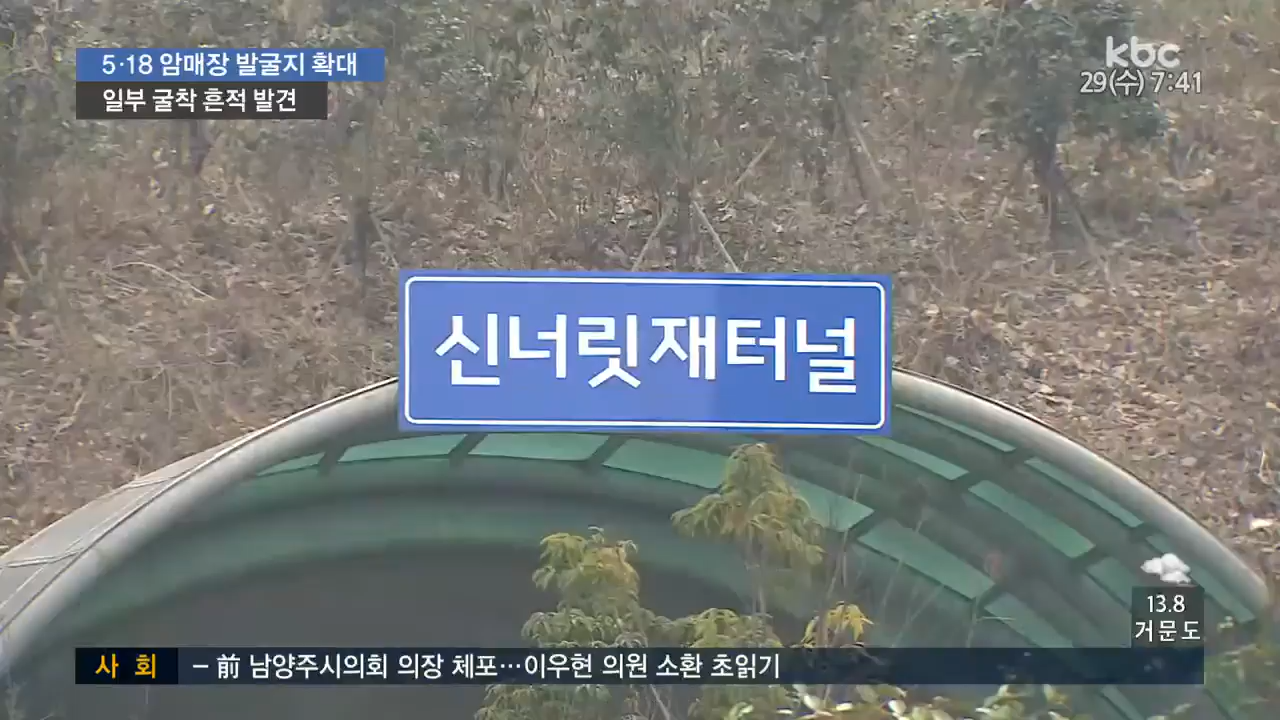 5·18 암매장 발굴지 확대
일부 굴착 흔적 발견
kbc
29(수) 7:41
신너릿재터널
13.8
거문도
사 회
- 前 남양주시의회 의장 체포…이우현 의원 소환 초읽기